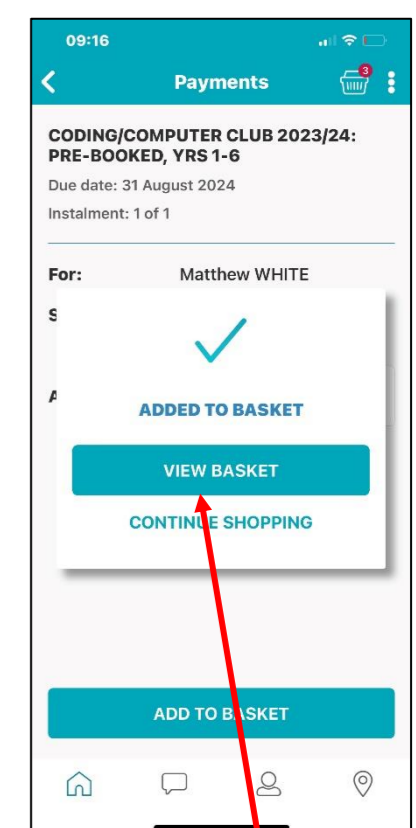 09:16
Payments
3
CODING/COMPUTER CLUB 2023/24:
PRE-BOOKED, YRS 1-6
Due date: 31 August 2024
Instalment: 1 of 1
For: Matthew WHITE
ADDED TO BASKET
VIEW BASKET
CONTINUE SHOPPING
ADD TO BASKET